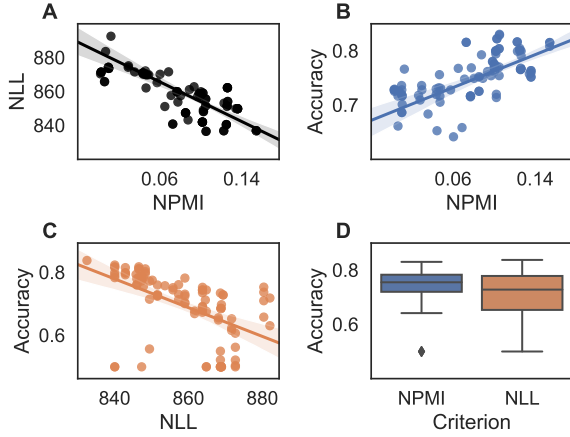 A
NLL
880
860
840
0.06
0.14
NPMI
B
Accuracy
0.8
0.7
0.06
0.14
NPMI
C
Accuracy
0.8
0.6
840
860
880
NLL
D
Accuracy
0.8
0.6
NPMI
NLL
Criterion